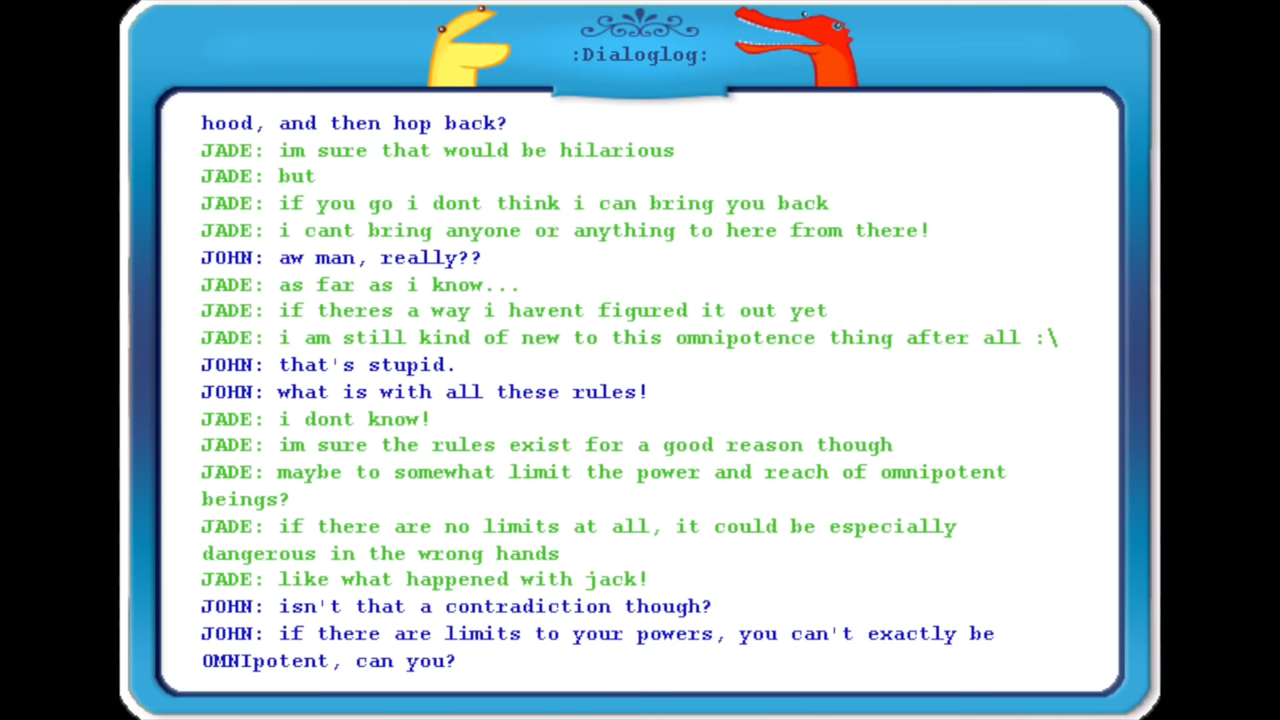 :Dialoglog:
hood, and then hop back?
JADE: im sure that would be hilarious
JADE: but
JADE: if you go i dont think i can bring you back
JADE: i cant bring anyone or anything to here from there!
JOHN: aw man, really??
JADE: as far as i know...
JADE: if theres a way i havent figured it out yet
JADE: i am still kind of new to this omnipotence thing after all :\
JOHN: that's stupid.
JOHN: what is with all these rules!
JADE: i dont know!
JADE: im sure the rules exist for a good reason though
JADE: maybe to somewhat limit the power and reach of omnipotent
beings?
JADE: if there are no limits at all, it could be especially
dangerous in the wrong hands
JADE: like what happened with jack!
JOHN: isn't that a contradiction though?
JOHN: if there are limits to your powers, you can't exactly be
OMNIpotent, can you?